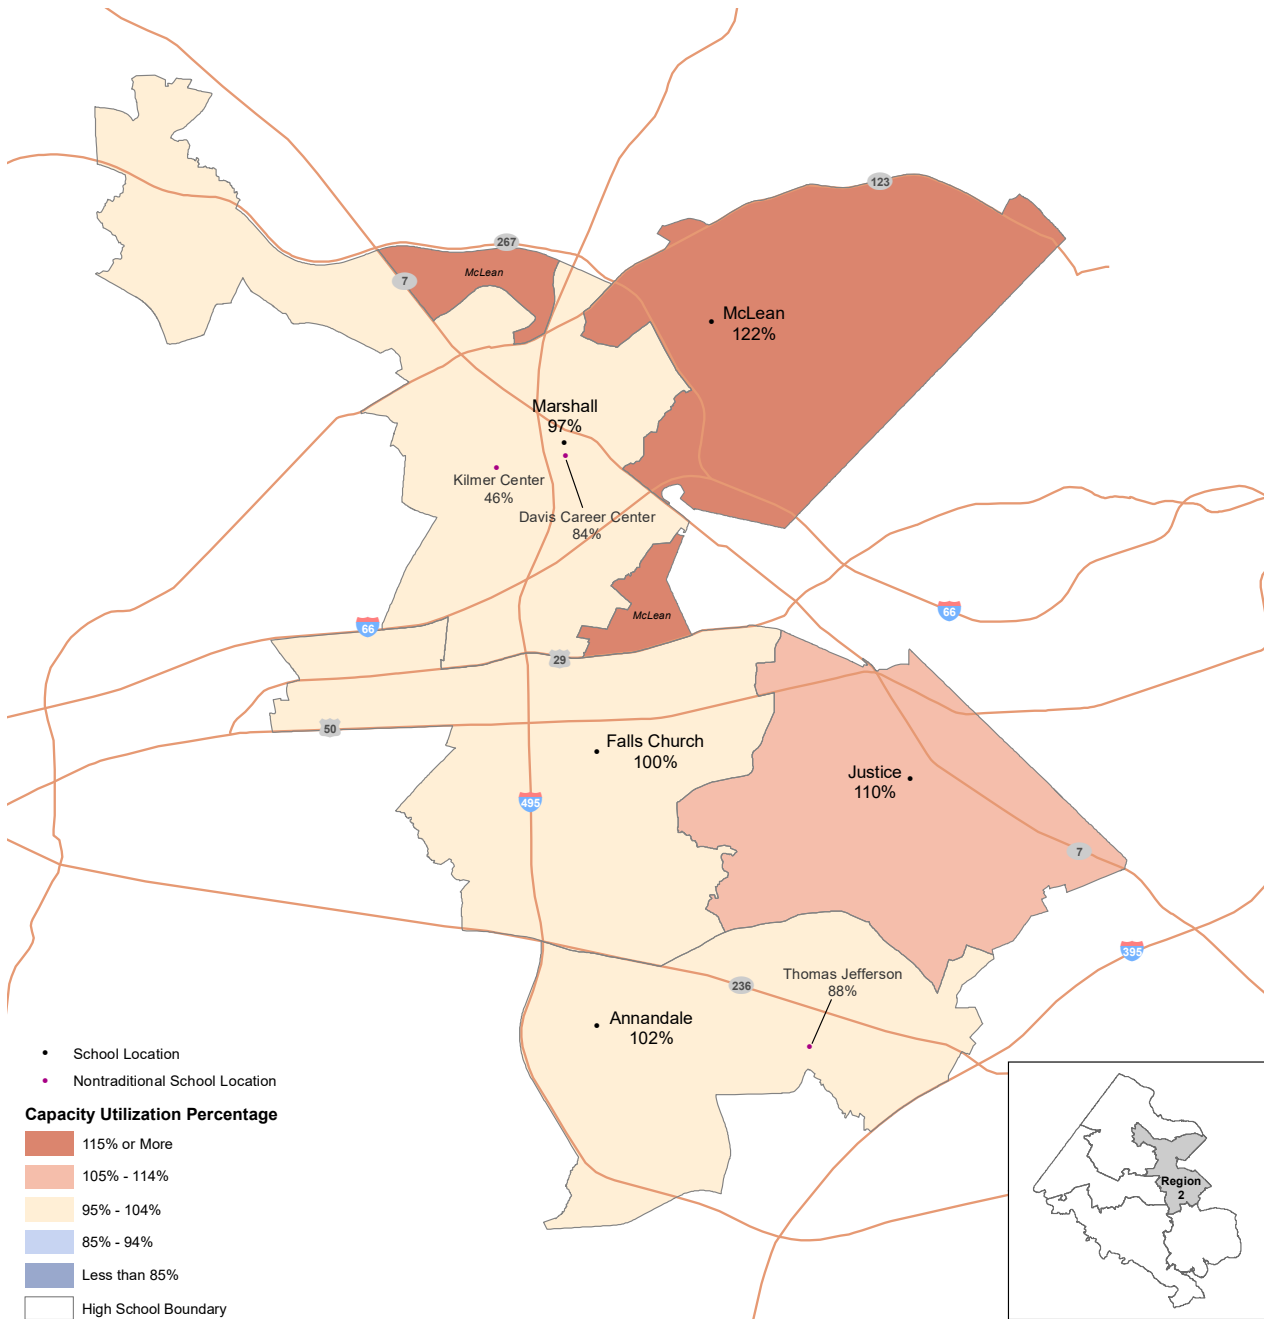 123
267
McLean
7
McLean
122%
Marshall
97%
Kilmer Center
46%
Davis Career Center
84%
66
McLean
66
29
50
Falls Church
100%
Justice
110%
495
7
395
Thomas Jefferson
88%
236
Annandale
102%
School Location
Nontraditional School Location
Capacity Utilization Percentage
115% or More
105% - 114%
95% - 104%
85% - 94%
Less than 85%
High School Boundary
Region
2